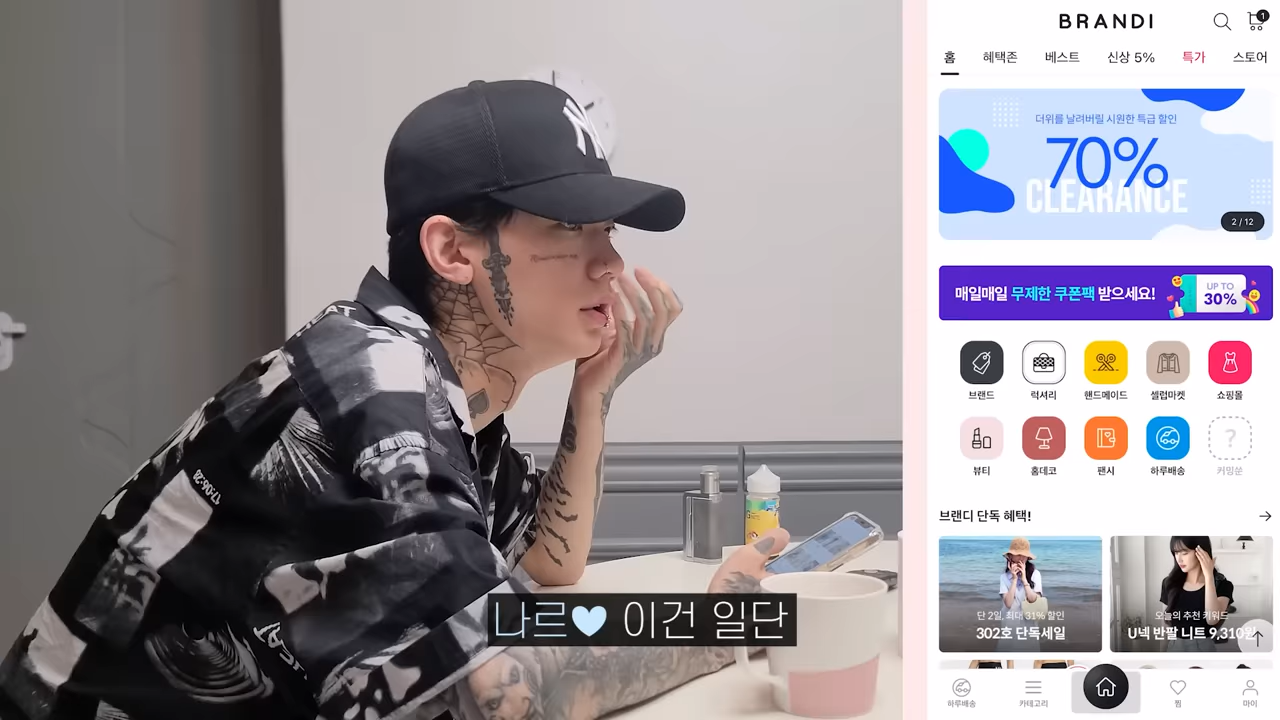 NY
17:06:20
나르🩵 이건 일단
BRANDI
1
홈
혜택존
베스트
신상 5%
특가
스토어
더위를 날려버릴 시원한 특급 할인
70%
CLEARANCE
2 / 12
매일매일 무제한 쿠폰팩 받으세요!
UP TO
30%
브랜드
럭셔리
핸드메이드
셀럽마켓
쇼핑몰
뷰티
홈데코
팬시
하루배송
?
커밍쑨
브랜디 단독 혜택!
단 2일, 최대 31% 할인
302호 단독세일
오늘의 추천 키워드
U넥 반팔 니트 9,310원
하루배송
카테고리
찜
마이